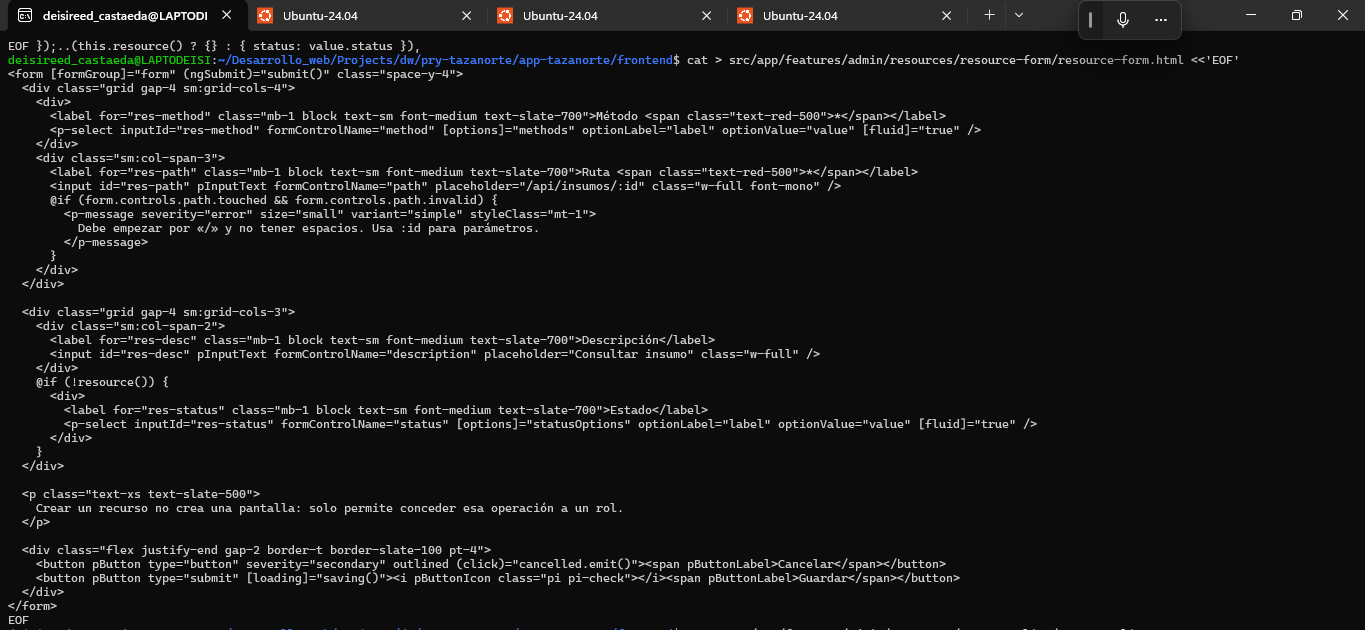 deisireed_castaeda@LAPTODI
Ubuntu-24.04
Ubuntu-24.04
Ubuntu-24.04
EOF });..(this.resource() ? {} : { status: value.status }),
deisireed_castaeda@LAPTODEISI:~/Desarrollo_web/Projects/dw/pry-tazanorte/app-tazanorte/frontend$ cat > src/app/features/admin/resources/resource-form/resource-form.html <<'EOF'
<form [formGroup]="form" (ngSubmit)="submit()" class="space-y-4">
  <div class="grid gap-4 sm:grid-cols-4">
    <div>
      <label for="res-method" class="mb-1 block text-sm font-medium text-slate-700">Método <span class="text-red-500">*</span></label>
      <p-select inputId="res-method" formControlName="method" [options]="methods" optionLabel="label" optionValue="value" [fluid]="true" />
    </div>
    <div class="sm:col-span-3">
      <label for="res-path" class="mb-1 block text-sm font-medium text-slate-700">Ruta <span class="text-red-500">*</span></label>
      <input id="res-path" pInputText formControlName="path" placeholder="/api/insumos/:id" class="w-full font-mono" />
      @if (form.controls.path.touched && form.controls.path.invalid) {
        <p-message severity="error" size="small" variant="simple" styleClass="mt-1">
          Debe empezar por «/» y no tener espacios. Usa :id para parámetros.
        </p-message>
      }
    </div>
  </div>

  <div class="grid gap-4 sm:grid-cols-3">
    <div class="sm:col-span-2">
      <label for="res-desc" class="mb-1 block text-sm font-medium text-slate-700">Descripción</label>
      <input id="res-desc" pInputText formControlName="description" placeholder="Consultar insumo" class="w-full" />
    </div>
    @if (!resource()) {
      <div>
        <label for="res-status" class="mb-1 block text-sm font-medium text-slate-700">Estado</label>
        <p-select inputId="res-status" formControlName="status" [options]="statusOptions" optionLabel="label" optionValue="value" [fluid]="true" />
      </div>
    }
  </div>

  <p class="text-xs text-slate-500">
    Crear un recurso no crea una pantalla: solo permite conceder esa operación a un rol.
  </p>

  <div class="flex justify-end gap-2 border-t border-slate-100 pt-4">
    <button pButton type="button" severity="secondary" outlined (click)="cancelled.emit()"><span pButtonLabel>Cancelar</span></button>
    <button pButton type="submit" [loading]="saving()"><i pButtonIcon class="pi pi-check"></i><span pButtonLabel>Guardar</span></button>
  </div>
</form>
EOF